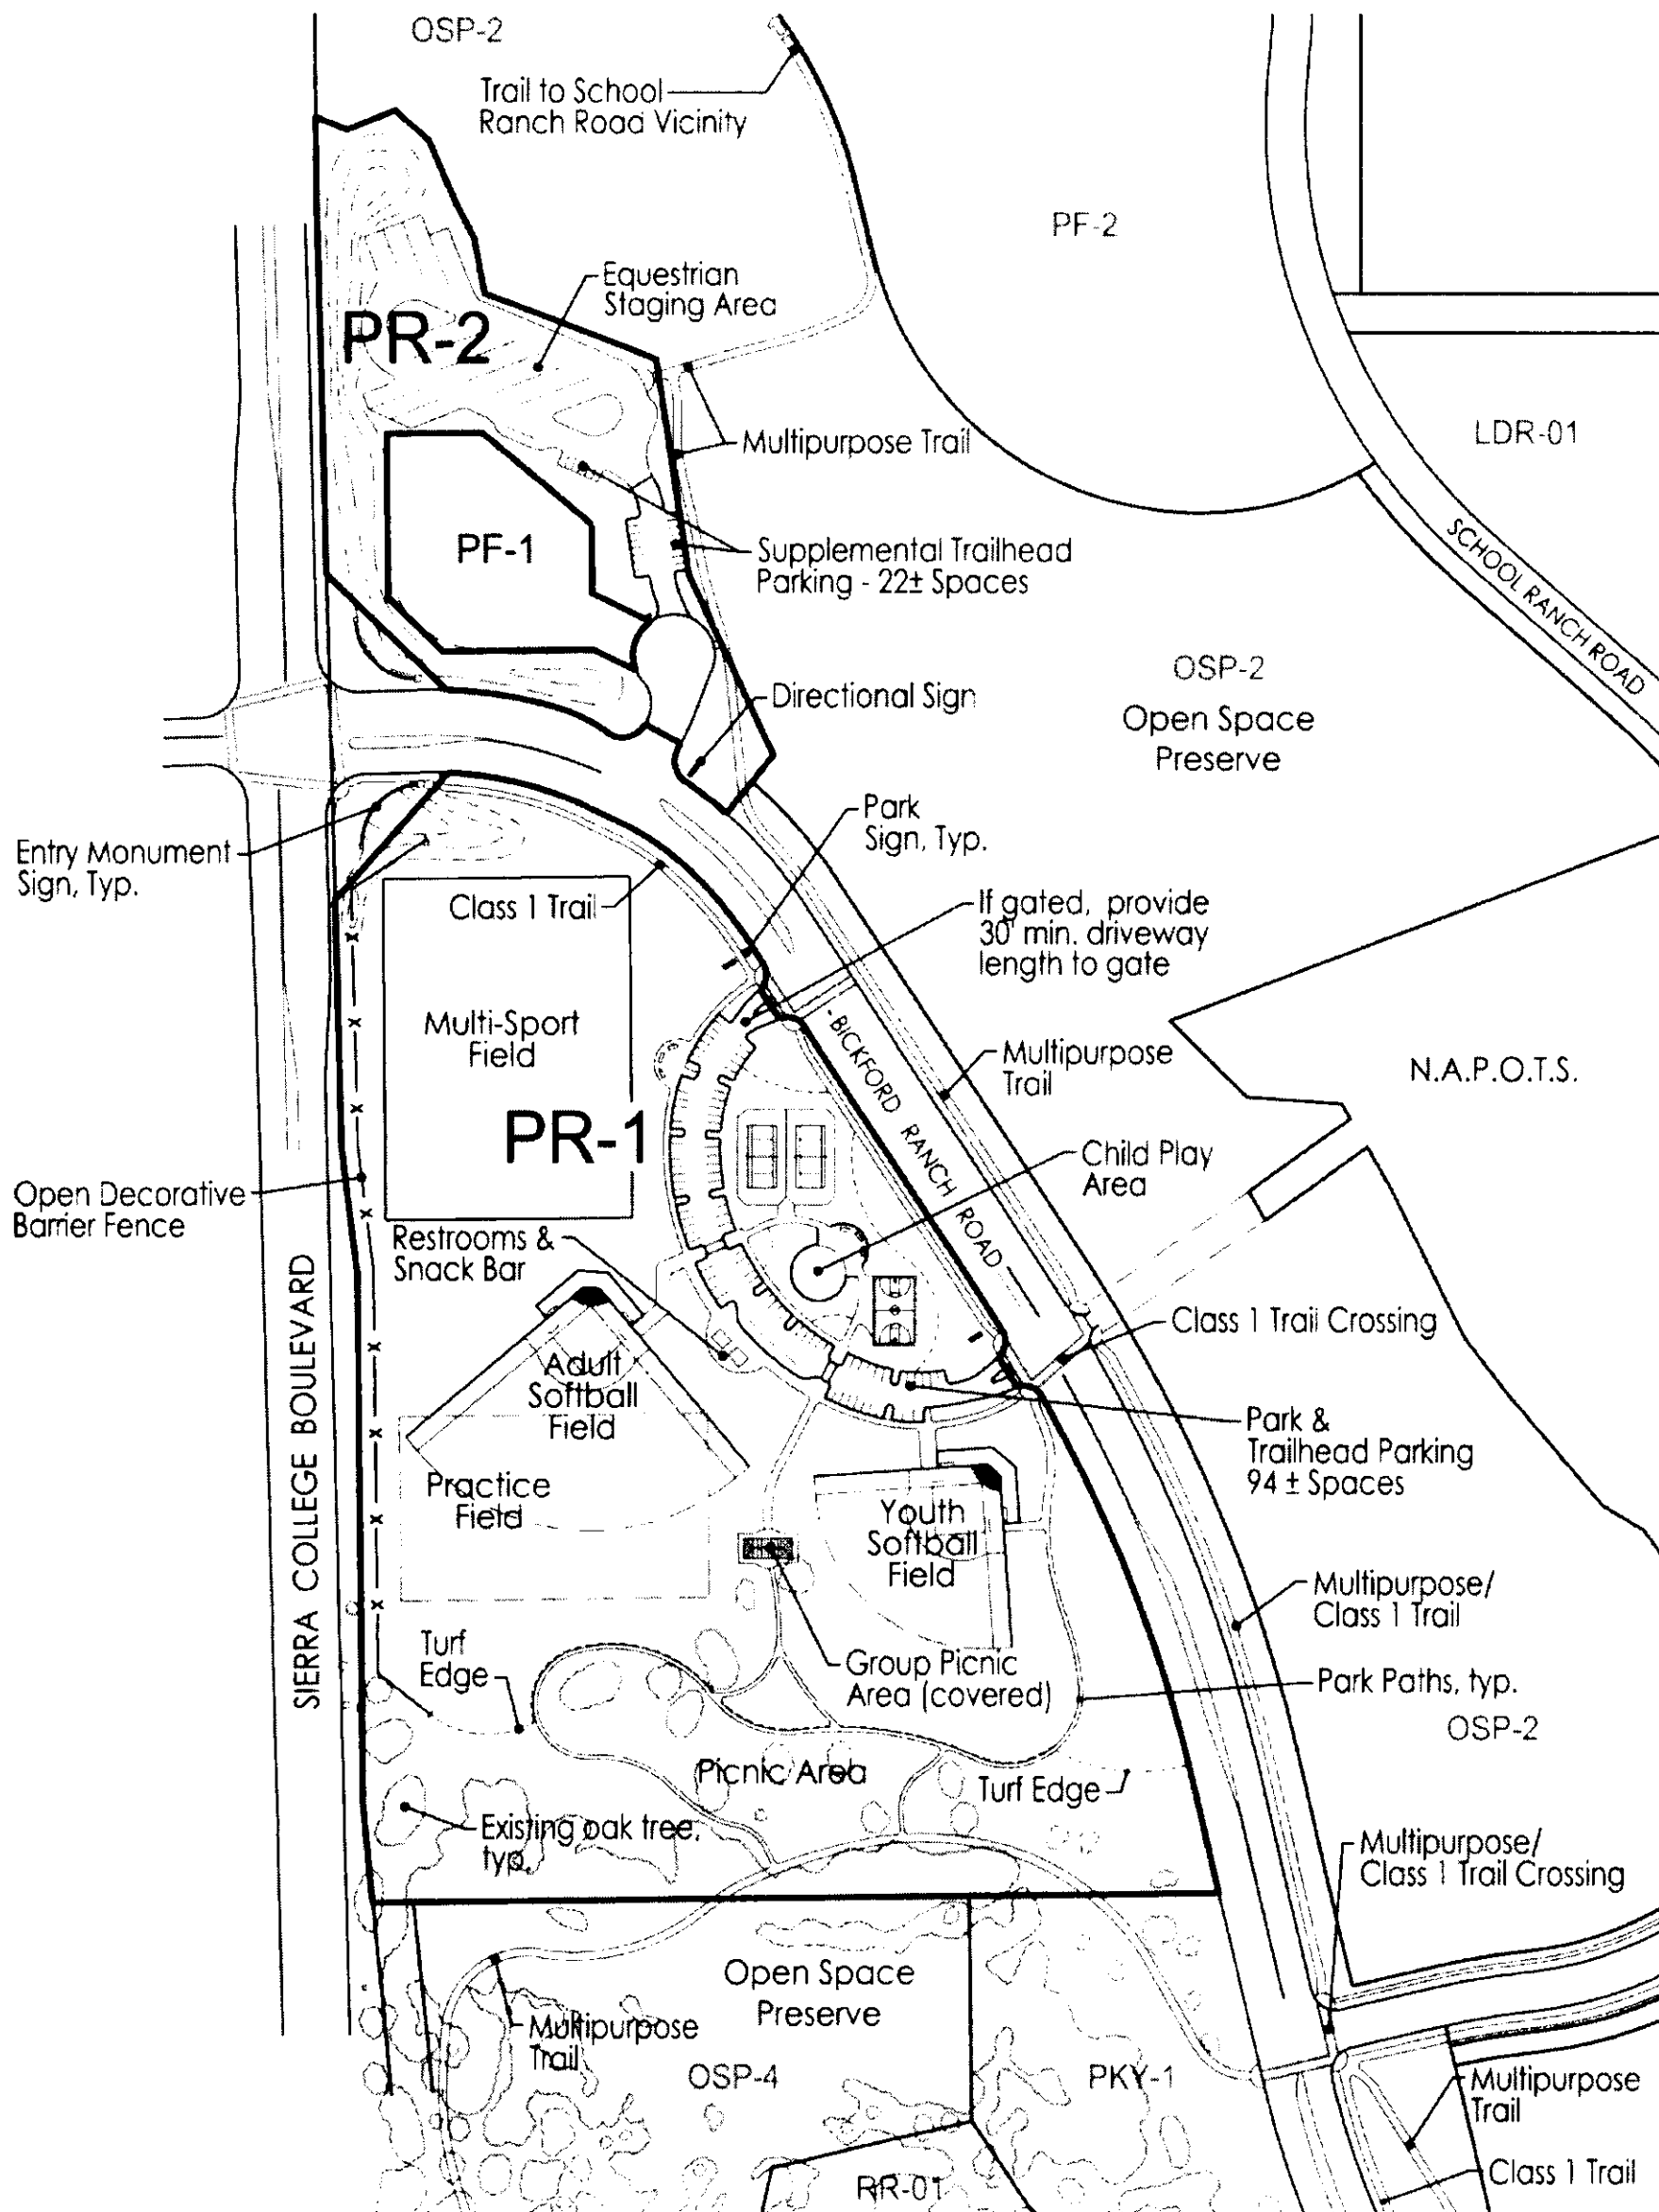 OSP-2
Trail to School
Ranch Road Vicinity
PF-2
Equestrian
Staging Area
PR-2
LDR-01
Multipurpose Trail
PF-1
Supplemental Trailhead
Parking - 22± Spaces
SCHOOL RANCH ROAD
OSP-2
Open Space
Preserve
Directional Sign
Park
Sign, Typ.
Entry Monument
Sign, Typ.
Class 1 Trail
If gated, provide
30' min. driveway
length to gate
Multi-Sport
Field
BICKFORD RANCH ROAD
Multipurpose
Trail
N.A.P.O.T.S.
PR-1
Child Play
Area
Open Decorative
Barrier Fence
Restrooms &
Snack Bar
SIERRA COLLEGE BOULEVARD
Class 1 Trail Crossing
Adult
Softball
Field
Park &
Trailhead Parking
94 ± Spaces
Practice
Field
Youth
Softball
Field
Multipurpose/
Class 1 Trail
Turf
Edge
Group Picnic
Area (covered)
Park Paths, typ.
OSP-2
Picnic Area
Turf Edge
Existing oak tree,
typ.
Multipurpose/
Class 1 Trail Crossing
Open Space
Preserve
Multipurpose
Trail
OSP-4
PKY-1
Multipurpose
Trail
Class 1 Trail
RR-01